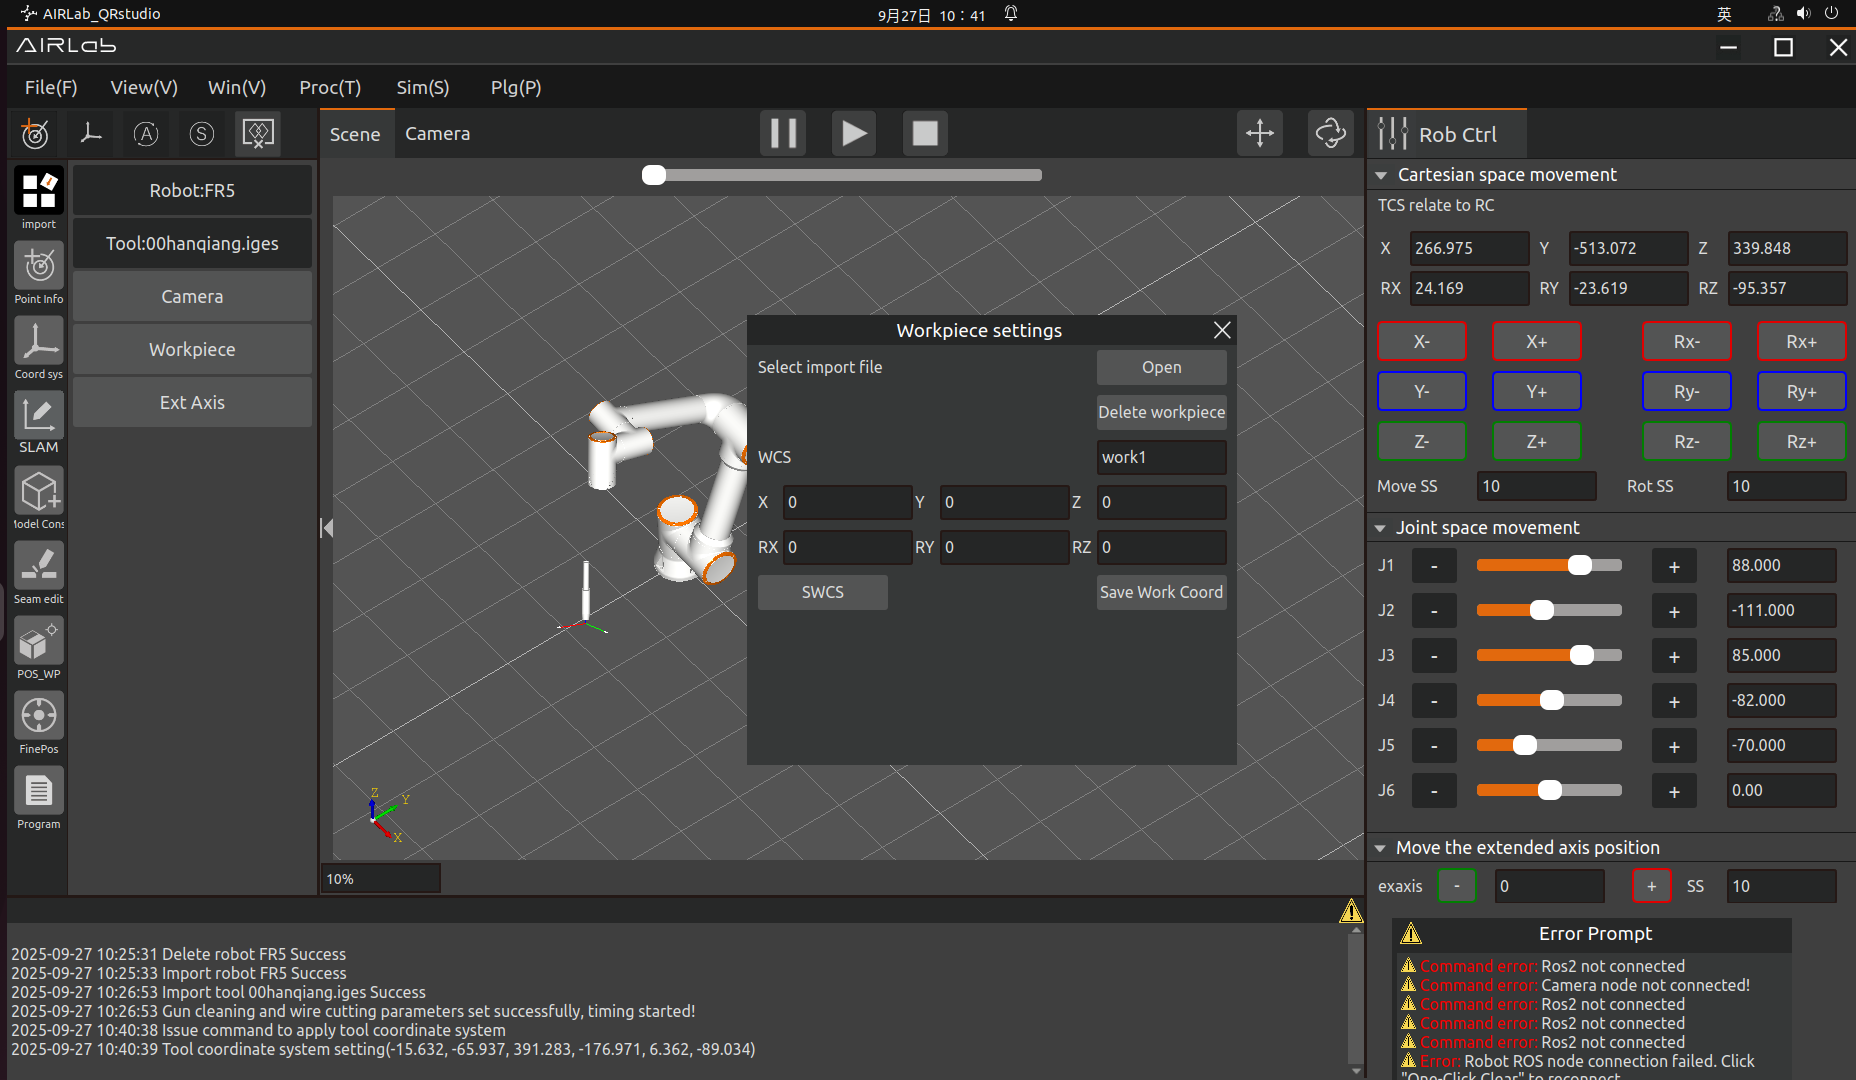 AIRLab_QRstudio
9月27日 10：41
英
AIRLab
File(F) View(V) Win(V) Proc(T) Sim(S) Plg(P)
A S
Scene Camera
Rob Ctrl
import
Point Info
Coord sys
SLAM
Model Cons
Seam edit
POS_WP
FinePos
Program
Robot:FR5
Tool:00hanqiang.iges
Camera
Workpiece
Ext Axis
Workpiece settings
Select import file Open
Delete workpiece
WCS work1
X 0 Y 0 Z 0
RX 0 RY 0 RZ 0
SWCS Save Work Coord
Z Y X
10%
Cartesian space movement
TCS relate to RC
X 266.975 Y -513.072 Z 339.848
RX 24.169 RY -23.619 RZ -95.357
X- X+ Rx- Rx+
Y- Y+ Ry- Ry+
Z- Z+ Rz- Rz+
Move SS 10 Rot SS 10
Joint space movement
J1 - + 88.000
J2 - + -111.000
J3 - + 85.000
J4 - + -82.000
J5 - + -70.000
J6 - + 0.00
Move the extended axis position
exaxis - 0 + SS 10
Error Prompt
Command error: Ros2 not connected
Command error: Camera node not connected!
Command error: Ros2 not connected
Command error: Ros2 not connected
Command error: Ros2 not connected
Error: Robot ROS node connection failed. Click
"One-Click Clear" to reconnect
2025-09-27 10:25:31 Delete robot FR5 Success
2025-09-27 10:25:33 Import robot FR5 Success
2025-09-27 10:26:53 Import tool 00hanqiang.iges Success
2025-09-27 10:26:53 Gun cleaning and wire cutting parameters set successfully, timing started!
2025-09-27 10:40:38 Issue command to apply tool coordinate system
2025-09-27 10:40:39 Tool coordinate system setting(-15.632, -65.937, 391.283, -176.971, 6.362, -89.034)